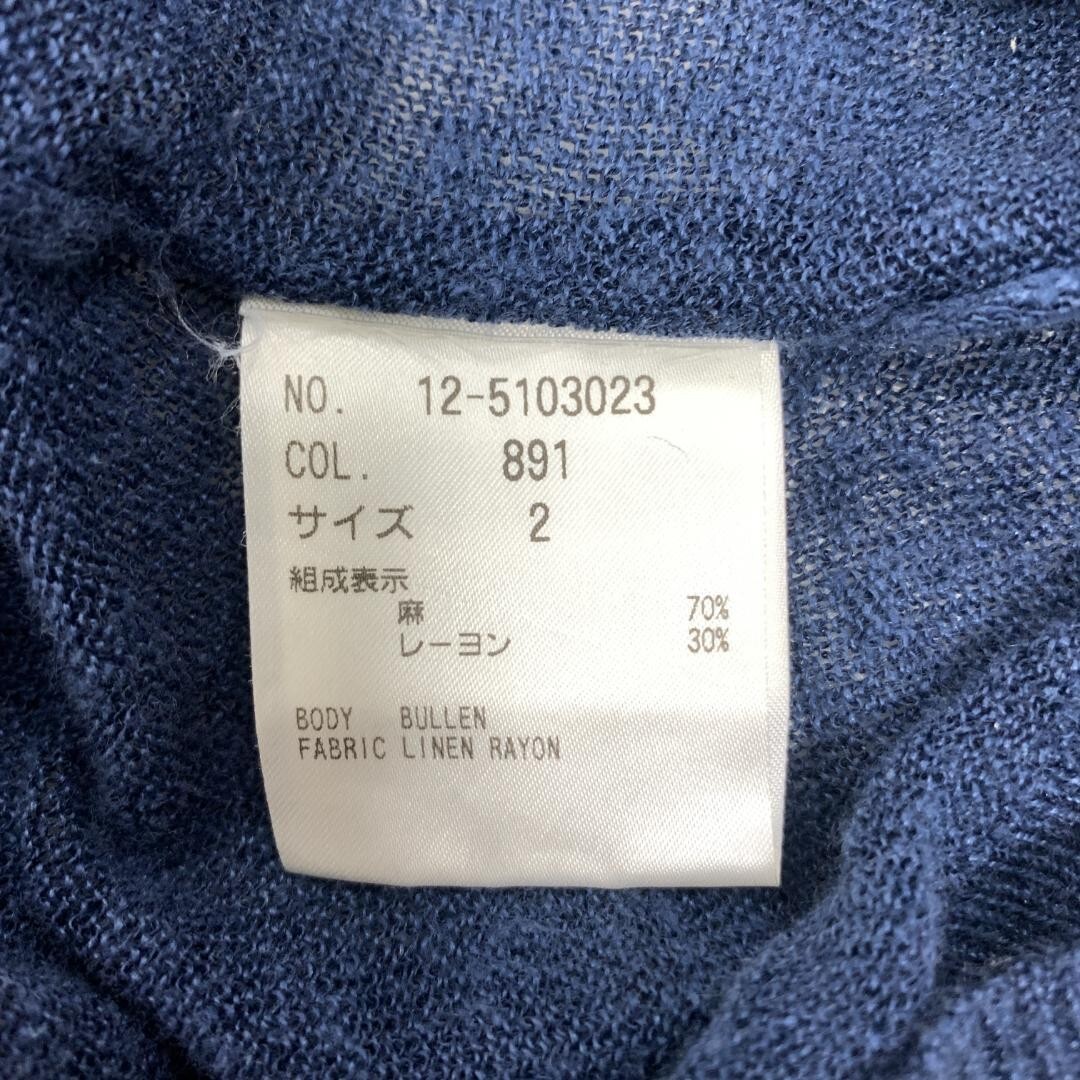 NO. 12-5103023
COL. 891
サイズ 2
組成表示
麻 70%
レーヨン 30%
BODY BULLEN
FABRIC LINEN RAYON